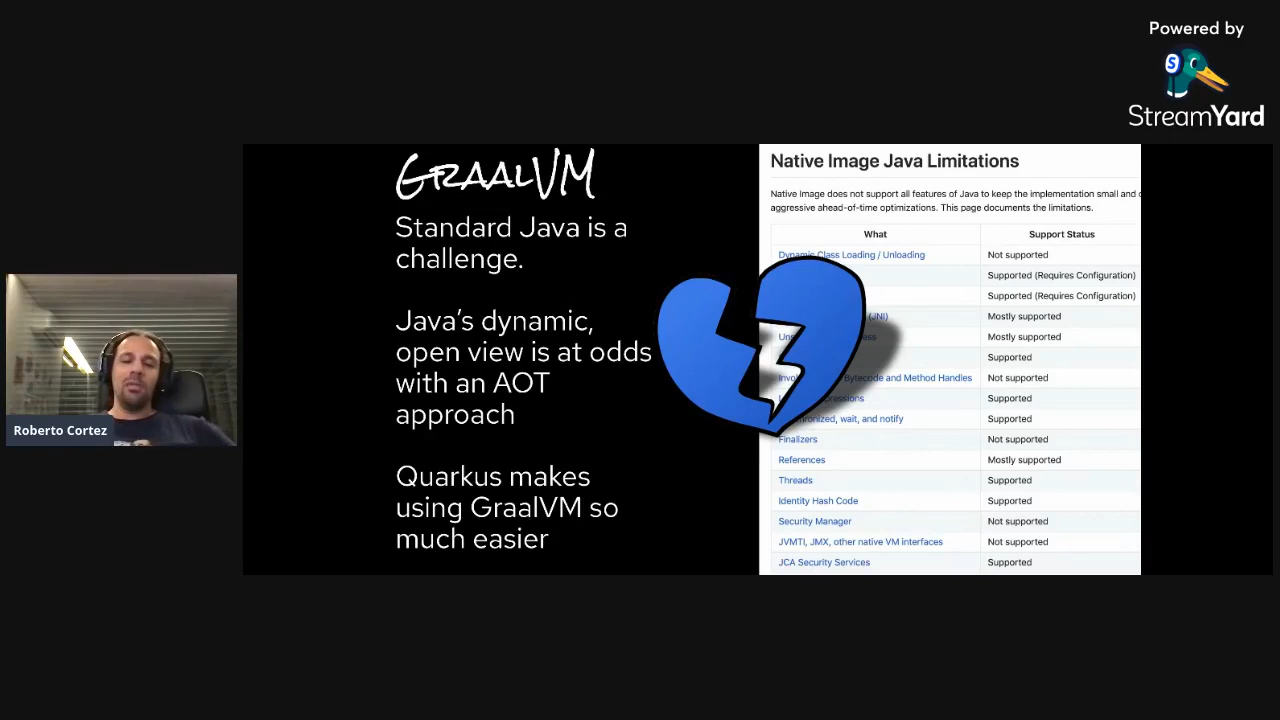 Powered by
StreamYard
GRAALVM
Standard Java is a
challenge.
Java's dynamic,
open view is at odds
with an AOT
approach
Quarkus makes
using GraalVM so
much easier
Native Image Java Limitations
Native Image does not support all features of Java to keep the implementation small and
aggressive ahead-of-time optimizations. This page documents the limitations.
What Support Status
Dynamic Class Loading / Unloading Not supported
Supported (Requires Configuration)
Supported (Requires Configuration)
(JNI) Mostly supported
Mostly supported
Supported
Bytecode and Method Handles Not supported
Supported
wait, and notify Supported
Finalizers Not supported
References Mostly supported
Threads Supported
Identity Hash Code Supported
Security Manager Not supported
JVMTI, JMX, other native VM interfaces Not supported
JCA Security Services Supported
Roberto Cortez